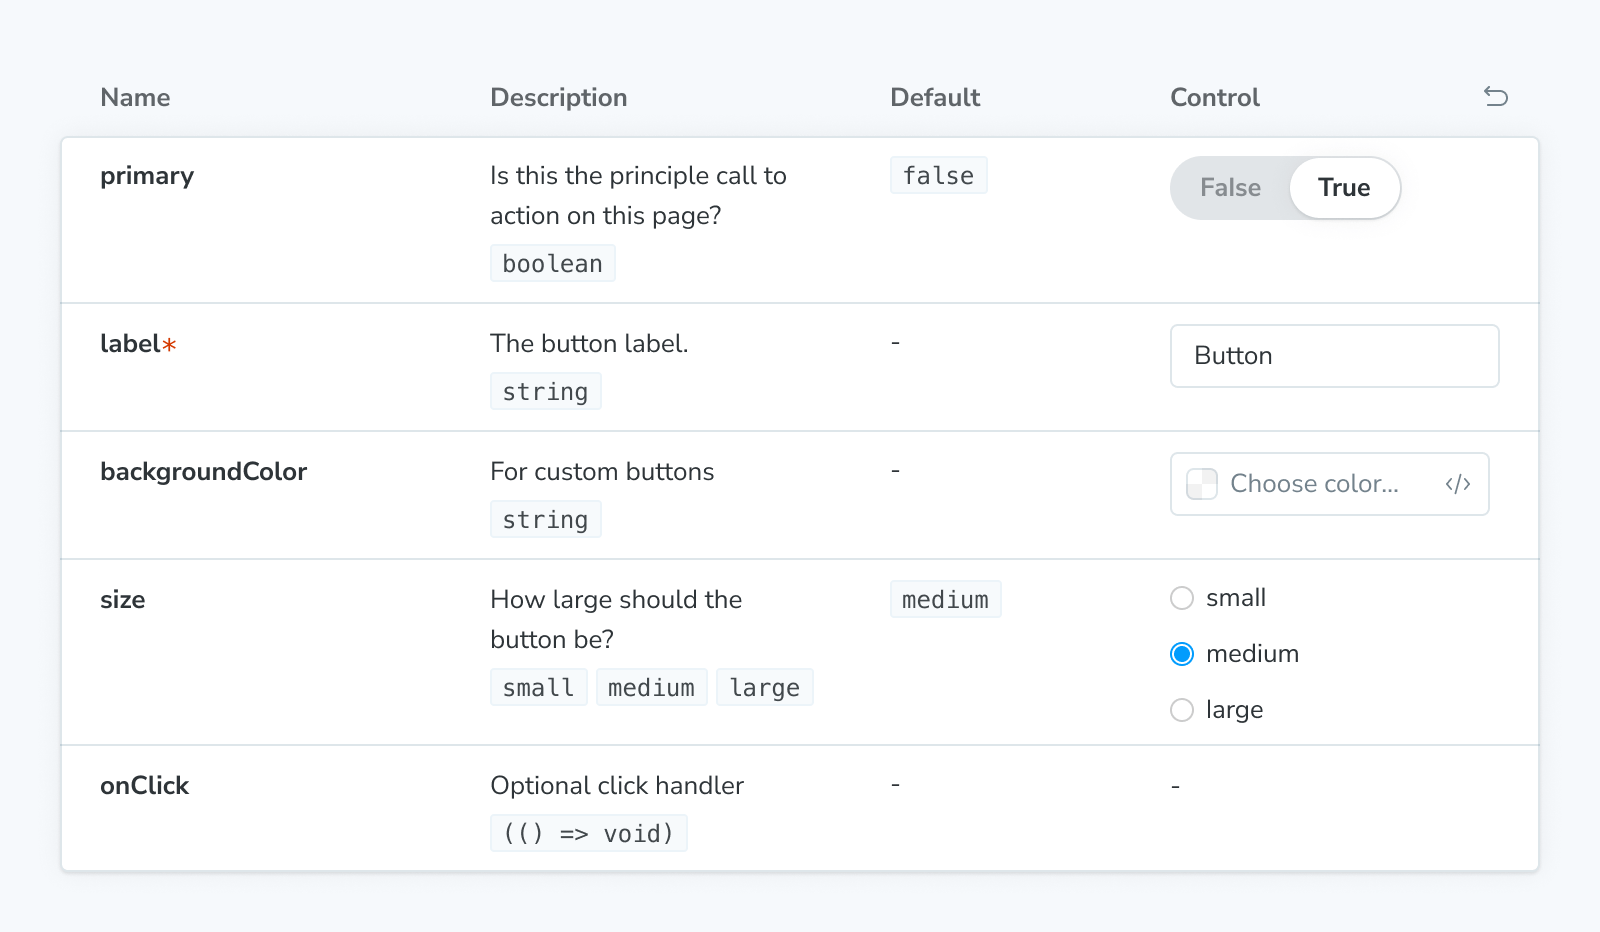 Name Description Default Control
primary Is this the principle call to false False True
action on this page?
boolean
label* The button label. - Button
string
backgroundColor For custom buttons - Choose color... </>
string
size How large should the medium small
button be? medium
small medium large large
onClick Optional click handler - -
(() => void)